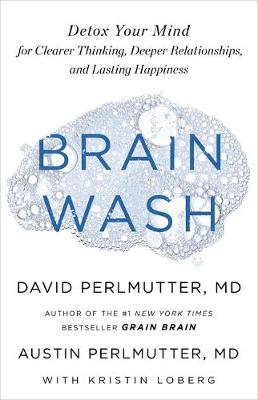 Detox Your Mind
for Clearer Thinking, Deeper Relationships,
and Lasting Happiness
BRAIN
WASH
DAVID PERLMUTTER, MD
AUTHOR OF THE #1 NEW YORK TIMES
BESTSELLER GRAIN BRAIN
AUSTIN PERLMUTTER, MD
WITH KRISTIN LOBERG